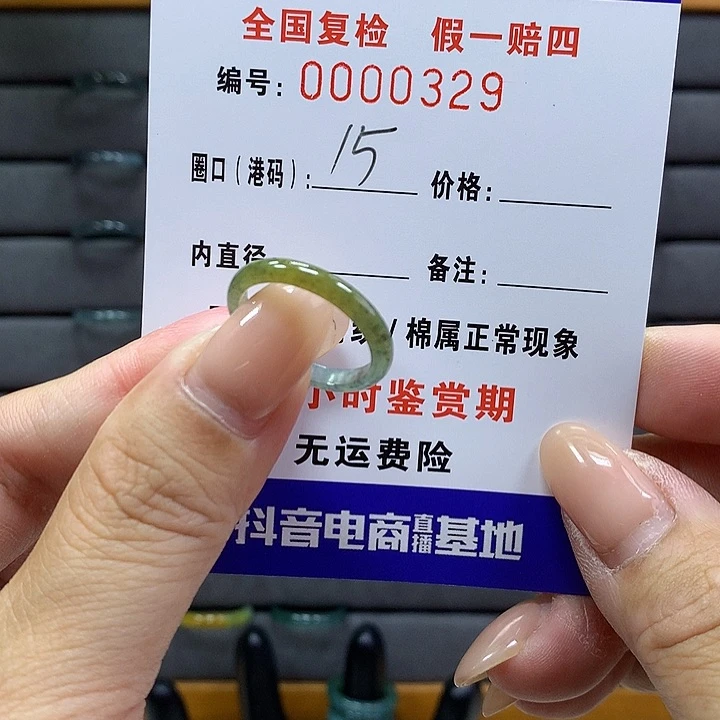 全国复检 假一赔四
编号: 0000329
圈口(港码): 15 价格:
内直径 备注:
/棉属正常现象
小时鉴赏期
无运费险
抖音电商直播基地